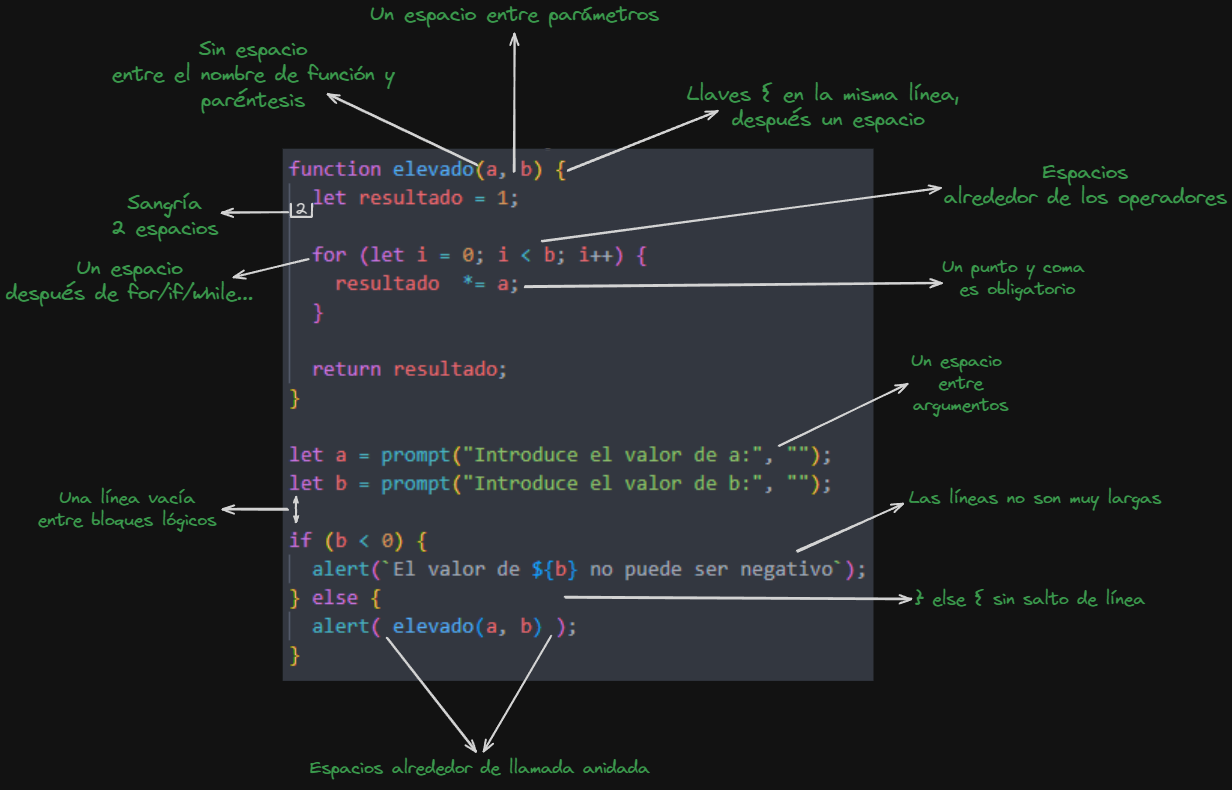 Un espacio entre parámetros
Sin espacio
entre el nombre de función y
paréntesis
Llaves { en la misma línea,
después un espacio
function elevado(a, b) {
let resultado = 1;
2
Sangría
2 espacios
Espacios
alrededor de los operadores
for (let i = 0; i < b; i++) {
Un espacio
después de for/if/while...
resultado  *= a;
Un punto y coma
es obligatorio
}
return resultado;
}
Un espacio
entre
argumentos
let a = prompt("Introduce el valor de a:", "");
let b = prompt("Introduce el valor de b:", "");
Una línea vacía
entre bloques lógicos
Las líneas no son muy largas
if (b < 0) {
alert(`El valor de ${b} no puede ser negativo`);
} else {
} else { sin salto de línea
alert( elevado(a, b) );
}
Espacios alrededor de llamada anidada